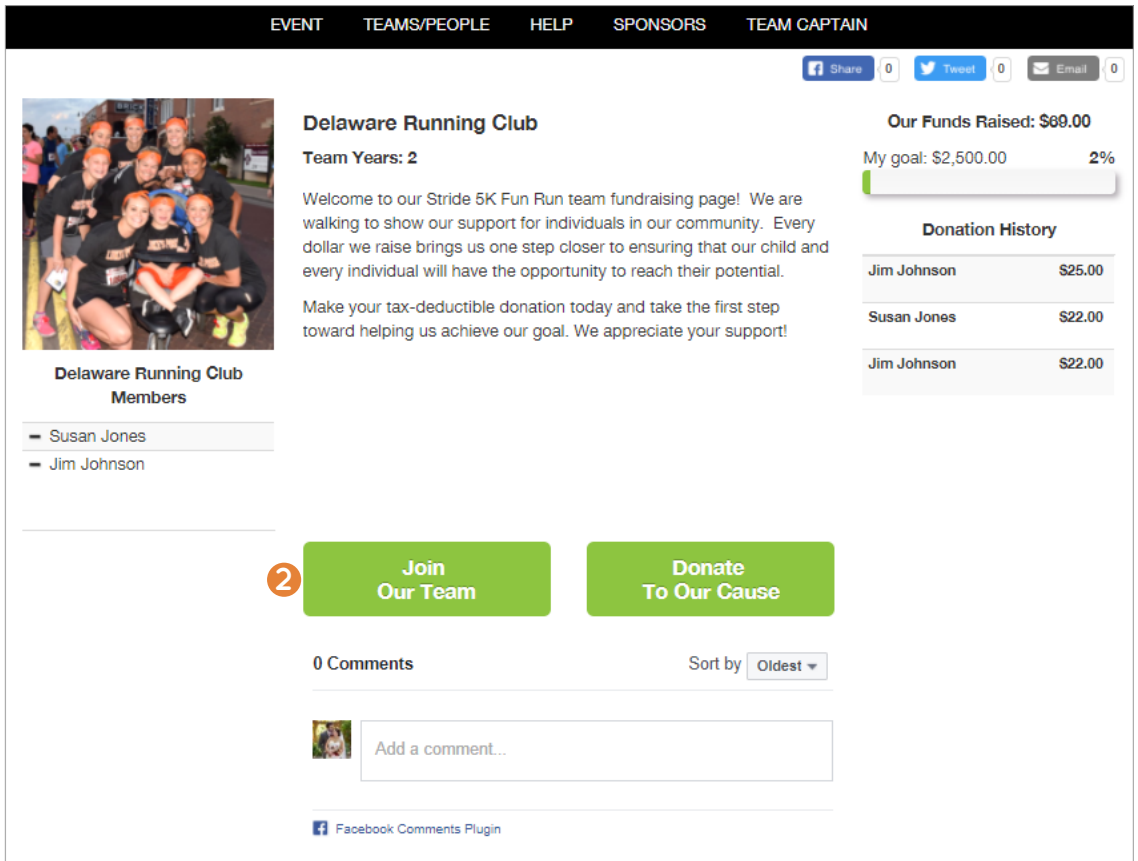 EVENT TEAMS/PEOPLE HELP SPONSORS TEAM CAPTAIN
Share 0 Tweet 0 Email 0
BRICK
Delaware Running Club
Members
Susan Jones
Jim Johnson
Delaware Running Club
Team Years: 2
Welcome to our Stride 5K Fun Run team fundraising page! We are
walking to show our support for individuals in our community. Every
dollar we raise brings us one step closer to ensuring that our child and
every individual will have the opportunity to reach their potential.
Make your tax-deductible donation today and take the first step
toward helping us achieve our goal. We appreciate your support!
Our Funds Raised: $69.00
My goal: $2,500.00 2%
Donation History
Jim Johnson $25.00
Susan Jones $22.00
Jim Johnson $22.00
2
Join
Our Team
Donate
To Our Cause
0 Comments Sort by Oldest
Add a comment...
Facebook Comments Plugin